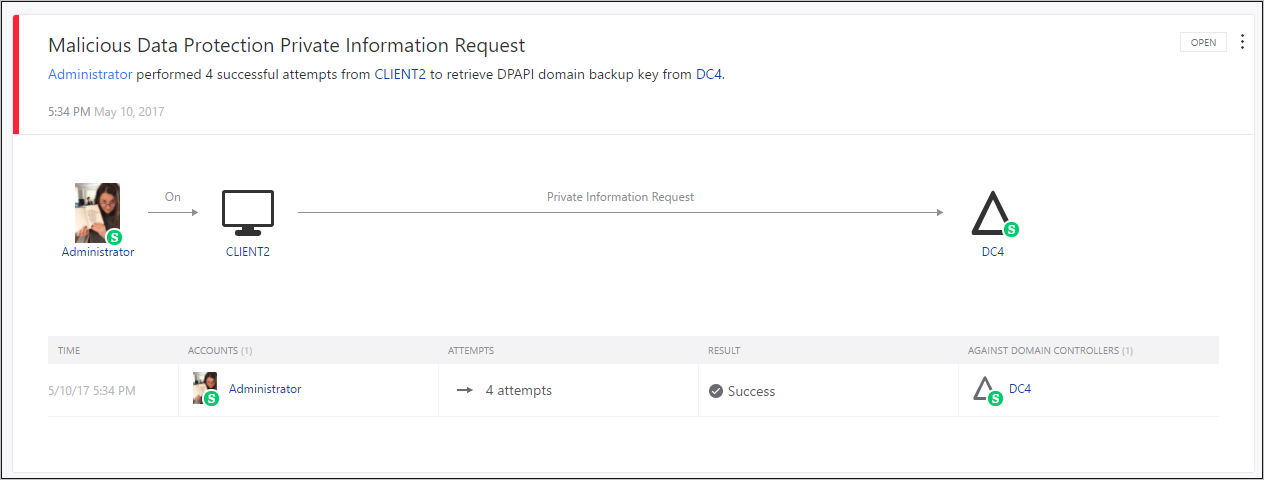 Malicious Data Protection Private Information Request
OPEN
Administrator performed 4 successful attempts from CLIENT2 to retrieve DPAPI domain backup key from DC4.
5:34 PM May 10, 2017
On
Private Information Request
S
S
Administrator
CLIENT2
DC4
TIME
ACCOUNTS (1)
ATTEMPTS
RESULT
AGAINST DOMAIN CONTROLLERS (1)
5/10/17 5:34 PM
Administrator
S
4 attempts
Success
DC4
S